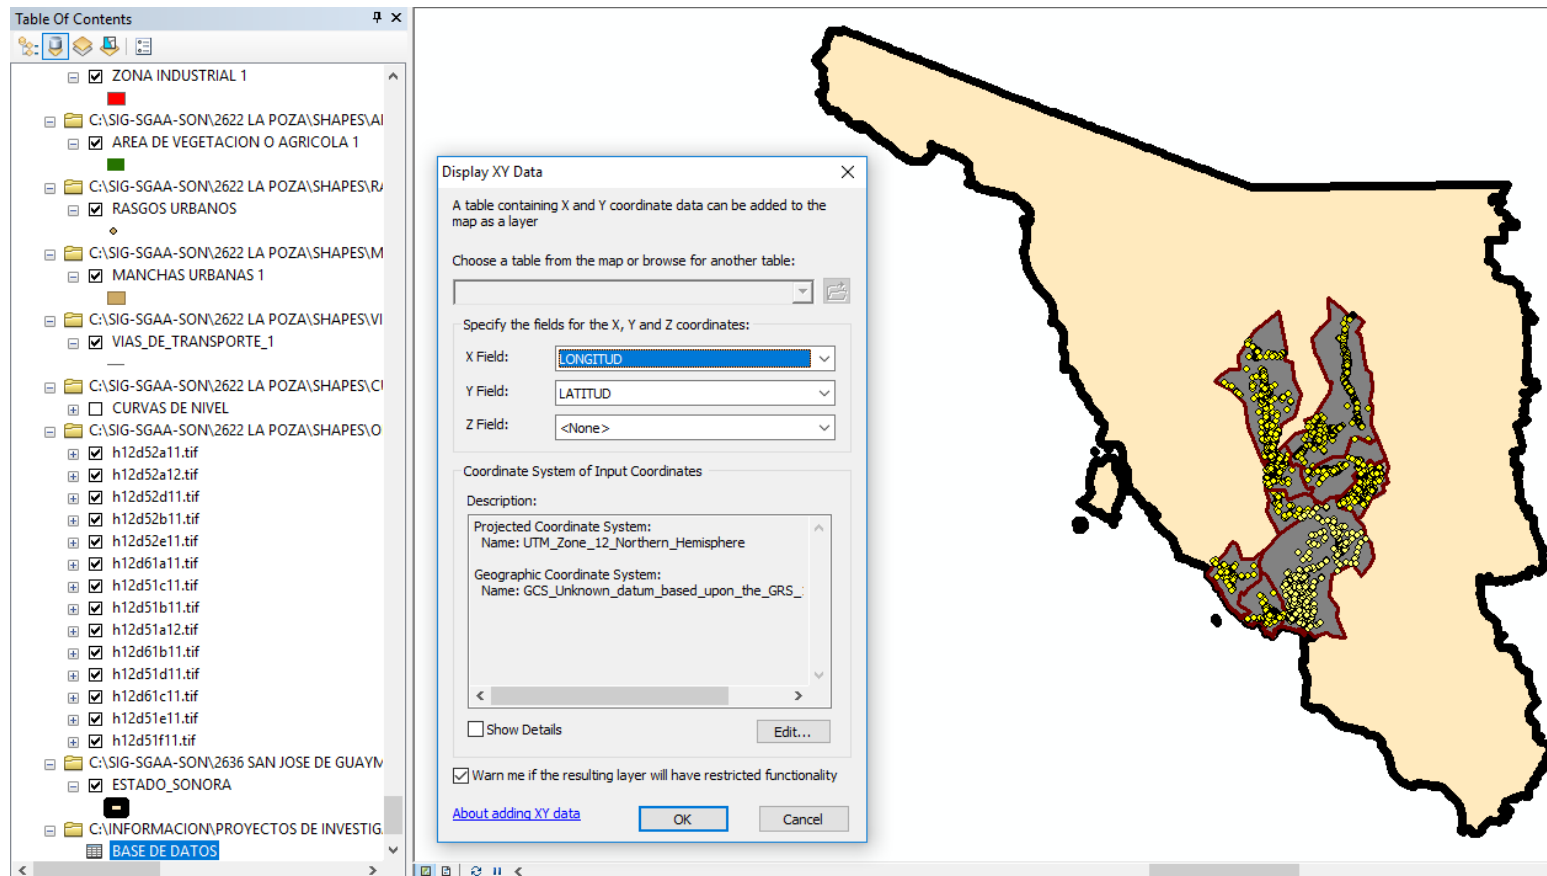 Table Of Contents
ZONA INDUSTRIAL 1
C:\SIG-SGAA-SON\2622 LA POZA\SHAPES\A
AREA DE VEGETACION O AGRICOLA 1
C:\SIG-SGAA-SON\2622 LA POZA\SHAPES\RA
RASGOS URBANOS
C:\SIG-SGAA-SON\2622 LA POZA\SHAPES\M
MANCHAS URBANAS 1
C:\SIG-SGAA-SON\2622 LA POZA\SHAPES\VI
VIAS_DE_TRANSPORTE_1
C:\SIG-SGAA-SON\2622 LA POZA\SHAPES\CU
CURVAS DE NIVEL
C:\SIG-SGAA-SON\2622 LA POZA\SHAPES\O
h12d52a11.tif
h12d52a12.tif
h12d52d11.tif
h12d52b11.tif
h12d52e11.tif
h12d61a11.tif
h12d51c11.tif
h12d51b11.tif
h12d51a12.tif
h12d61b11.tif
h12d51d11.tif
h12d61c11.tif
h12d51e11.tif
h12d51f11.tif
C:\SIG-SGAA-SON\2636 SAN JOSE DE GUAYM
ESTADO_SONORA
C:\INFORMACION\PROYECTOS DE INVESTIG
BASE DE DATOS
Display XY Data
A table containing X and Y coordinate data can be added to the
map as a layer
Choose a table from the map or browse for another table:
Specify the fields for the X, Y and Z coordinates:
X Field:
LONGITUD
Y Field:
LATITUD
Z Field:
<None>
Coordinate System of Input Coordinates
Description:
Projected Coordinate System:
Name: UTM_Zone_12_Northern_Hemisphere
Geographic Coordinate System:
Name: GCS_Unknown_datum_based_upon_the_GRS_
Show Details
Edit...
Warn me if the resulting layer will have restricted functionality
About adding XY data
OK
Cancel